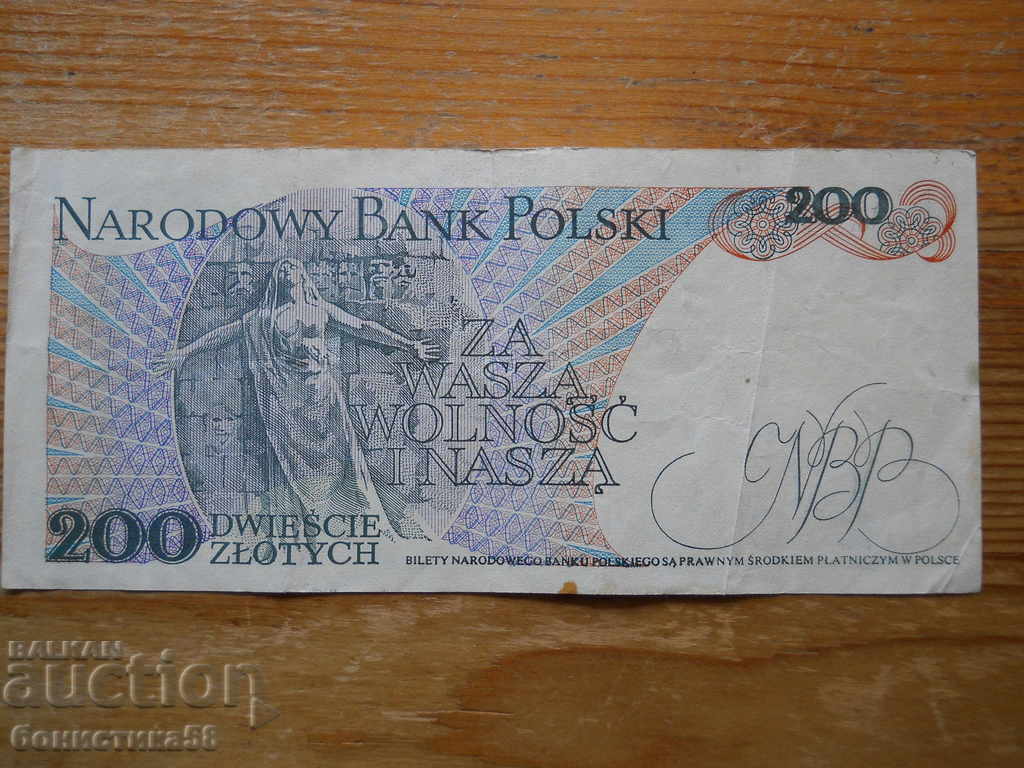 NARODOWY BANK POLSKI
200
ZA
WASZĄ
WOLNOŚĆ
I NASZĄ
NBP
200 DWIEŚCIE
ZŁOTYCH
BILETY NARODOWEGO BANKU POLSKIEGO SĄ PRAWNYM ŚRODKIEM PŁATNICZYM W POLSCE
BALKAN
auction
бонистика58